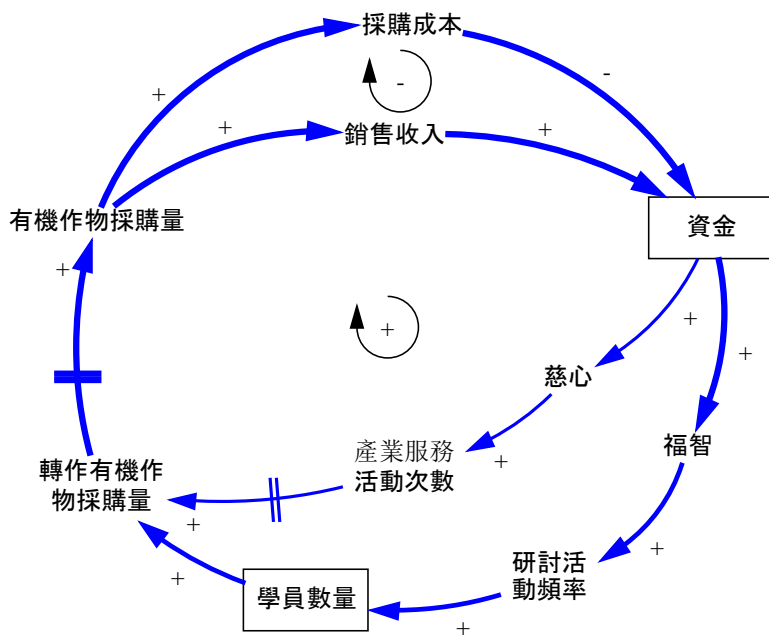 採購成本
+
-
-
銷售收入
+
+
有機作物採購量
資金
+
+
+
+
慈心
福智
產業服務
活動次數
+
轉作有機作
物採購量
+
+
研討活
動頻率
+
學員數量
+